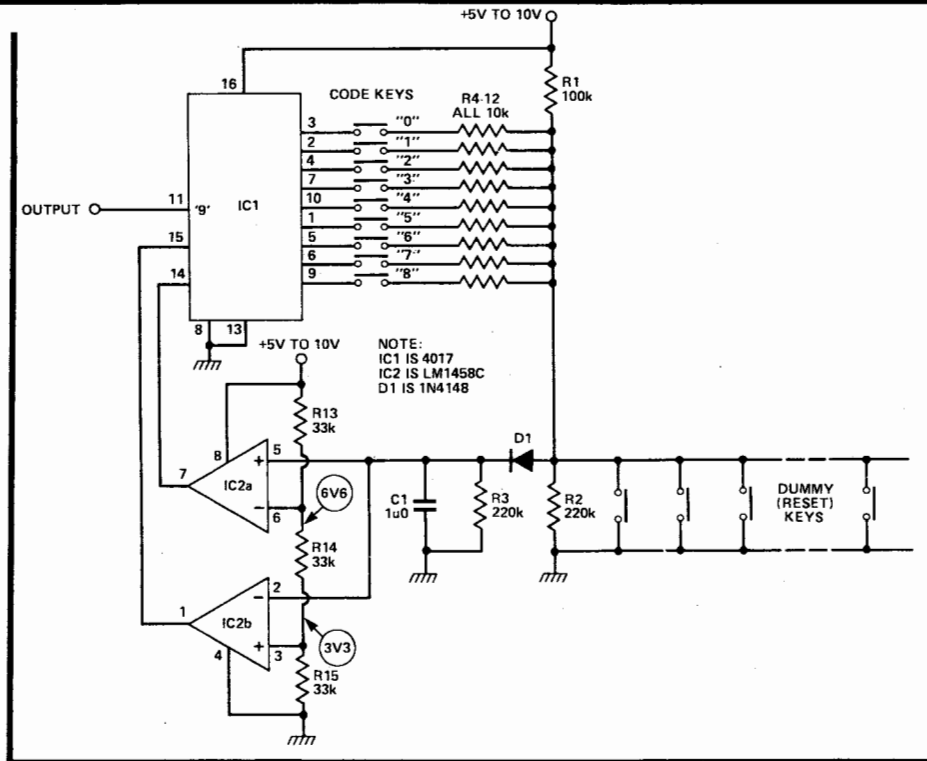 +5V TO 10V
R1
100k
16
CODE KEYS
R4-12
ALL 10k
3
"0"
2
"1"
4
"2"
7
"3"
10
"4"
1
"5"
5
"6"
6
"7"
9
"8"
OUTPUT
11
'9'
IC1
15
14
8
13
+5V TO 10V
NOTE:
IC1 IS 4017
IC2 IS LM1458C
D1 IS 1N4148
R13
33k
8
7
IC2a
+
5
−
6
6V6
R14
33k
C1
1u0
R3
220k
D1
R2
220k
DUMMY
(RESET)
KEYS
1
IC2b
−
2
+
3
4
3V3
R15
33k